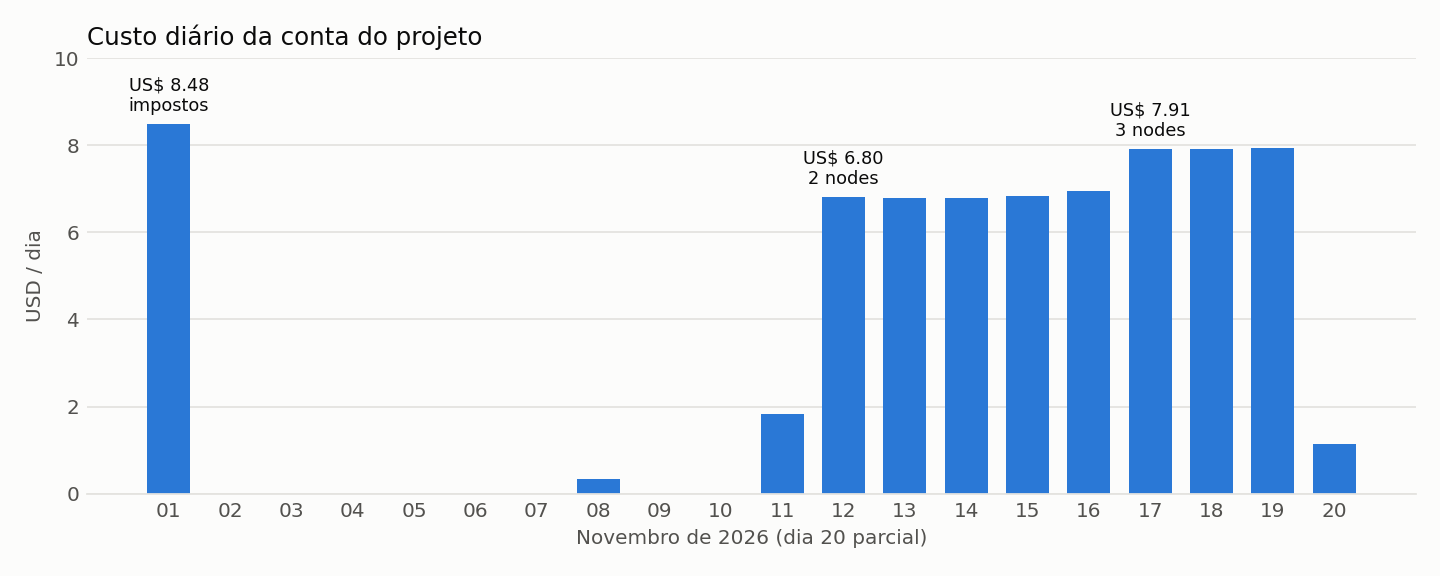 Custo diário da conta do projeto
10
8
6
4
2
0
USD / dia
US$ 8.48
impostos
US$ 6.80
2 nodes
US$ 7.91
3 nodes
01 02 03 04 05 06 07 08 09 10 11 12 13 14 15 16 17 18 19 20
Novembro de 2026 (dia 20 parcial)